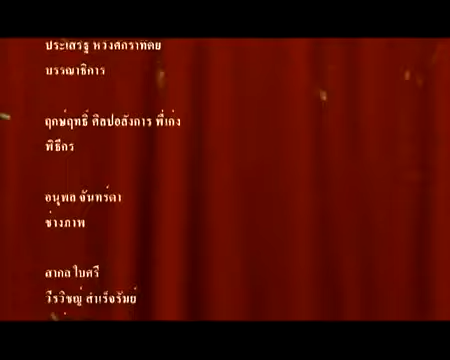 ประเสริฐ หวังศักราทิตย์
บรรณาธิการ
ฤกษ์ฤทธิ์ ศิลปอลังการ พี่เก่ง
พิธีกร
อนุพล จันทร์ดา
ช่างภาพ
สากล ใบศรี
วีรวิชญ์ สำเร็จรัมย์